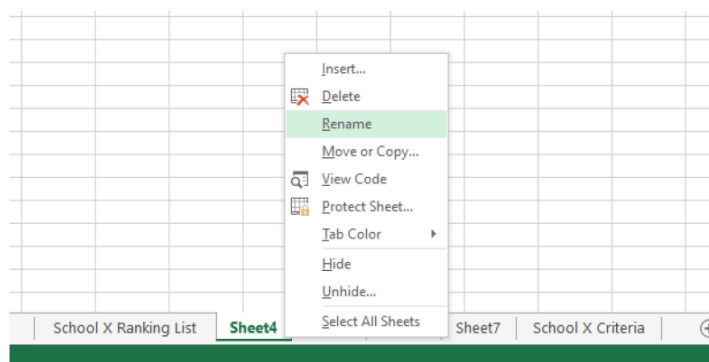 Insert...
Delete
Rename
Move or Copy...
View Code
Protect Sheet...
Tab Color
Hide
Unhide...
Select All Sheets
School X Ranking List Sheet4 Sheet7 School X Criteria